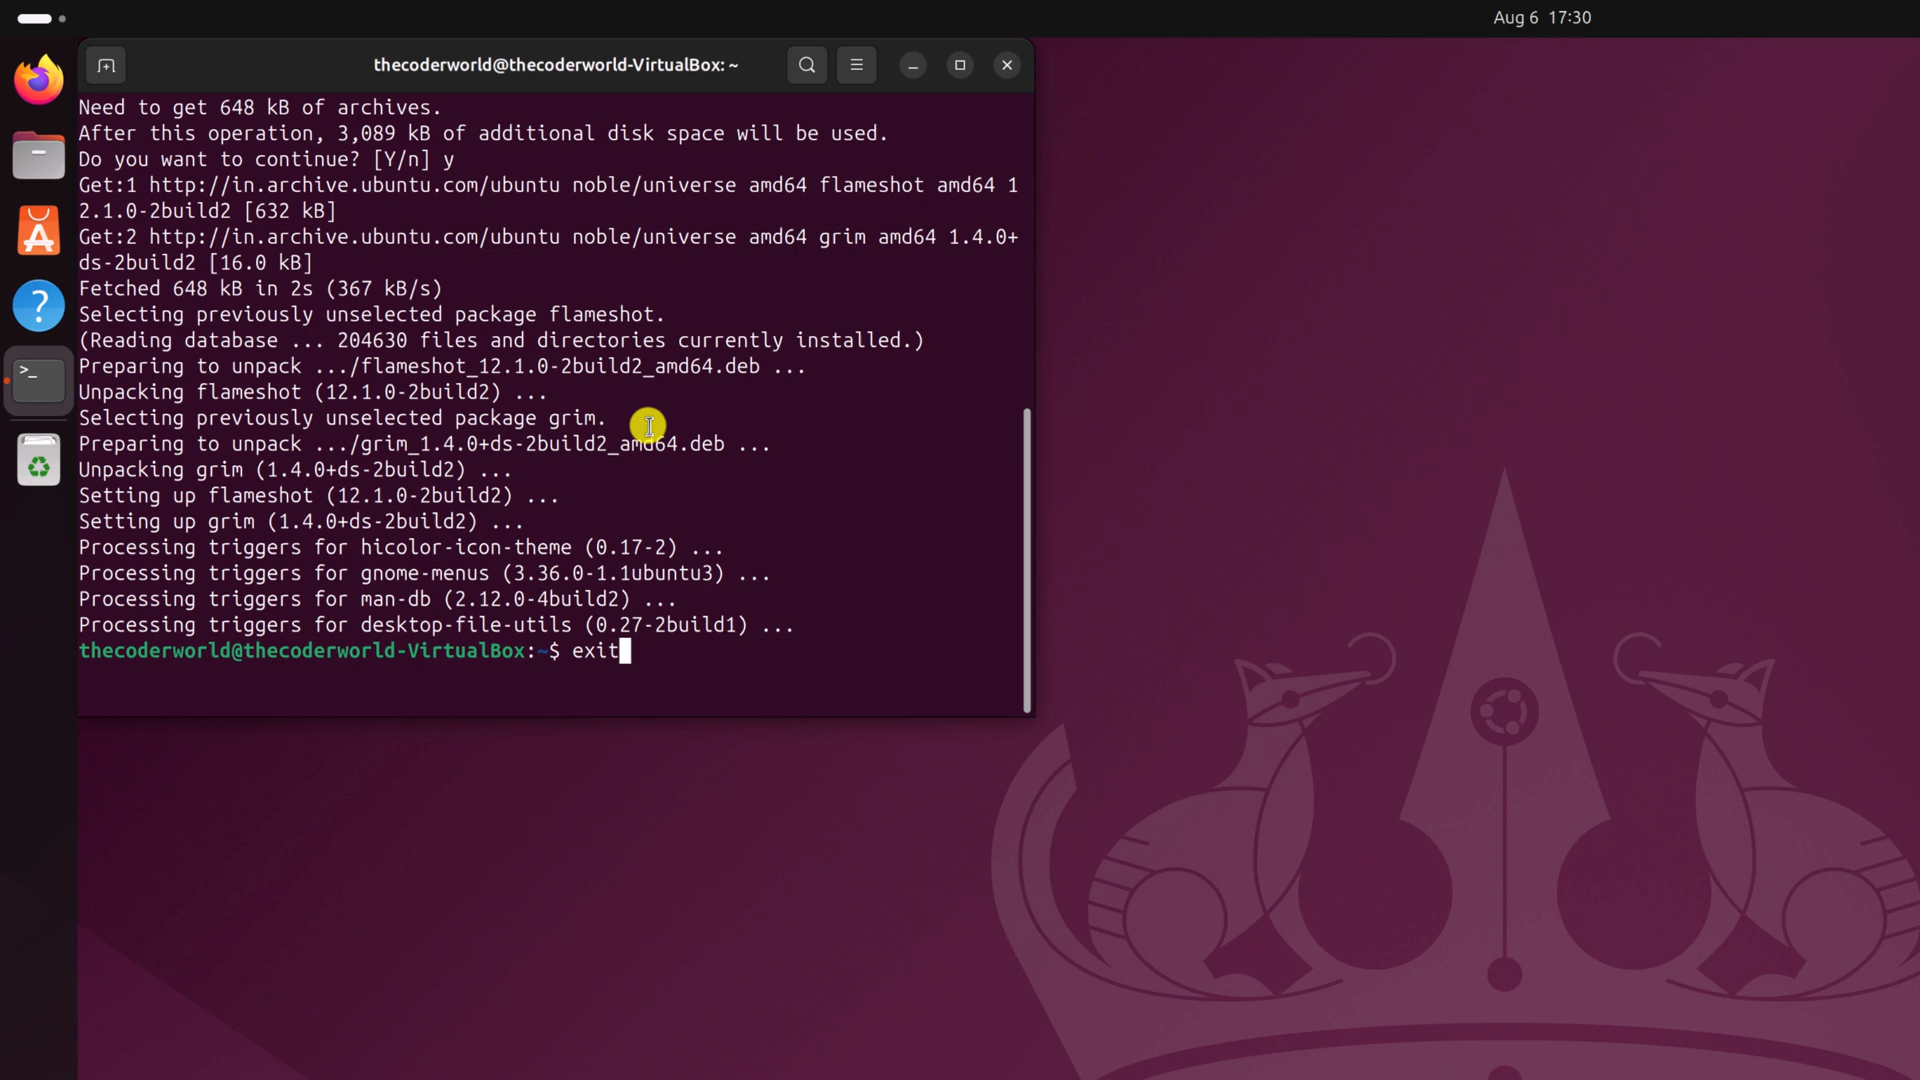 Aug 6 17:30
thecoderworld@thecoderworld-VirtualBox: ~
Need to get 648 kB of archives.
After this operation, 3,089 kB of additional disk space will be used.
Do you want to continue? [Y/n] y
Get:1 http://in.archive.ubuntu.com/ubuntu noble/universe amd64 flameshot amd64 1
2.1.0-2build2 [632 kB]
Get:2 http://in.archive.ubuntu.com/ubuntu noble/universe amd64 grim amd64 1.4.0+
ds-2build2 [16.0 kB]
Fetched 648 kB in 2s (367 kB/s)
Selecting previously unselected package flameshot.
(Reading database ... 204630 files and directories currently installed.)
Preparing to unpack .../flameshot_12.1.0-2build2_amd64.deb ...
Unpacking flameshot (12.1.0-2build2) ...
Selecting previously unselected package grim.
Preparing to unpack .../grim_1.4.0+ds-2build2_amd64.deb ...
Unpacking grim (1.4.0+ds-2build2) ...
Setting up flameshot (12.1.0-2build2) ...
Setting up grim (1.4.0+ds-2build2) ...
Processing triggers for hicolor-icon-theme (0.17-2) ...
Processing triggers for gnome-menus (3.36.0-1.1ubuntu3) ...
Processing triggers for man-db (2.12.0-4build2) ...
Processing triggers for desktop-file-utils (0.27-2build1) ...
thecoderworld@thecoderworld-VirtualBox:~$ exit